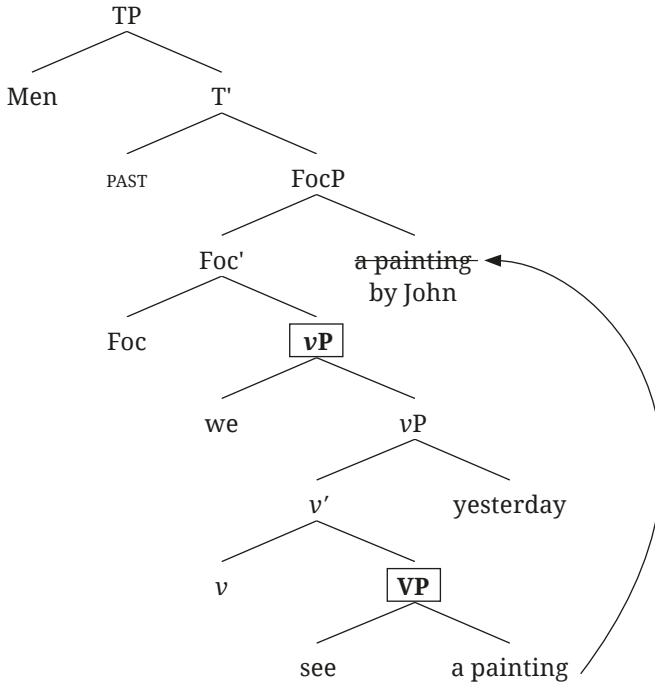 TP
Men T'
PAST FocP
Foc' a painting
by John
Foc vP
we vP
v′ yesterday
v VP
see a painting